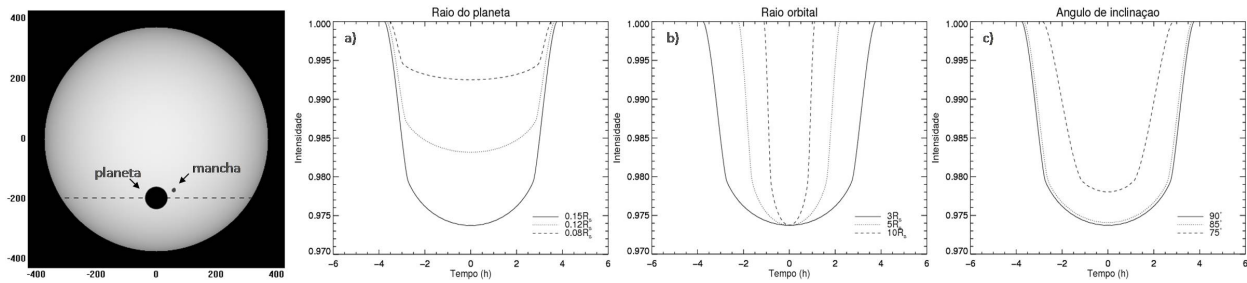 400
200
0
-200
-400
-400
-200
0
200
400
planeta
mancha
Raio do planeta
a)
Intensidade
1.000
0.995
0.990
0.985
0.980
0.975
0.970
-6
-4
-2
0
2
4
6
Tempo (h)
0.15Rs
0.12Rs
0.08Rs
Raio orbital
b)
Intensidade
1.000
0.995
0.990
0.985
0.980
0.975
0.970
-6
-4
-2
0
2
4
6
Tempo (h)
3Rs
5Rs
10Rs
Angulo de inclinaçao
c)
Intensidade
1.000
0.995
0.990
0.985
0.980
0.975
0.970
-6
-4
-2
0
2
4
6
Tempo (h)
90°
85°
75°